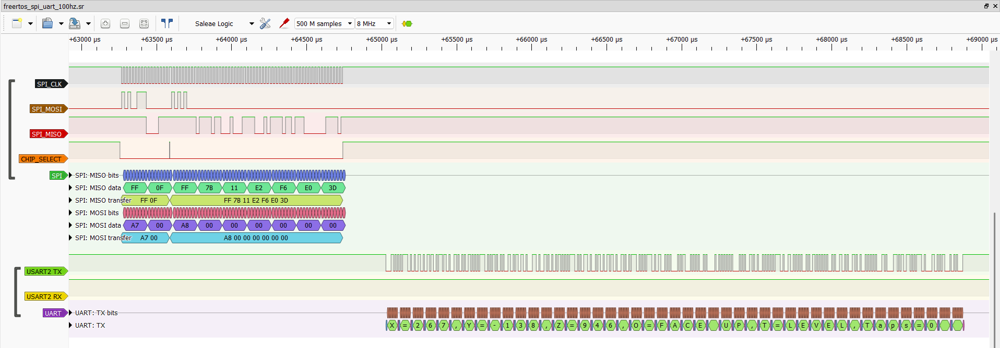 freertos_spi_uart_100hz.sr
Saleae Logic 500 M samples 8 MHz
+63000 µs +63500 µs +64000 µs +64500 µs +65000 µs +65500 µs +66000 µs +66500 µs +67000 µs +67500 µs +68000 µs +68500 µs +69000 µs
SPI_CLK
SPI_MOSI
SPI_MISO
CHIP_SELECT
SPI SPI: MISO bits
SPI: MISO data FF 0F FF 7B 11 E2 F6 E0 3D
SPI: MISO transfer FF 0F FF 7B 11 E2 F6 E0 3D
SPI: MOSI bits
SPI: MOSI data A7 00 A8 00 00 00 00 00 00
SPI: MOSI transfer A7 00 A8 00 00 00 00 00 00
USART2 TX
USART2 RX
UART UART: TX bits
UART: TX X = 2 6 7 , Y = - 1 3 8 , Z = 9 4 6 , O = F A C E U P , T = L E V E L , T a p s = 0